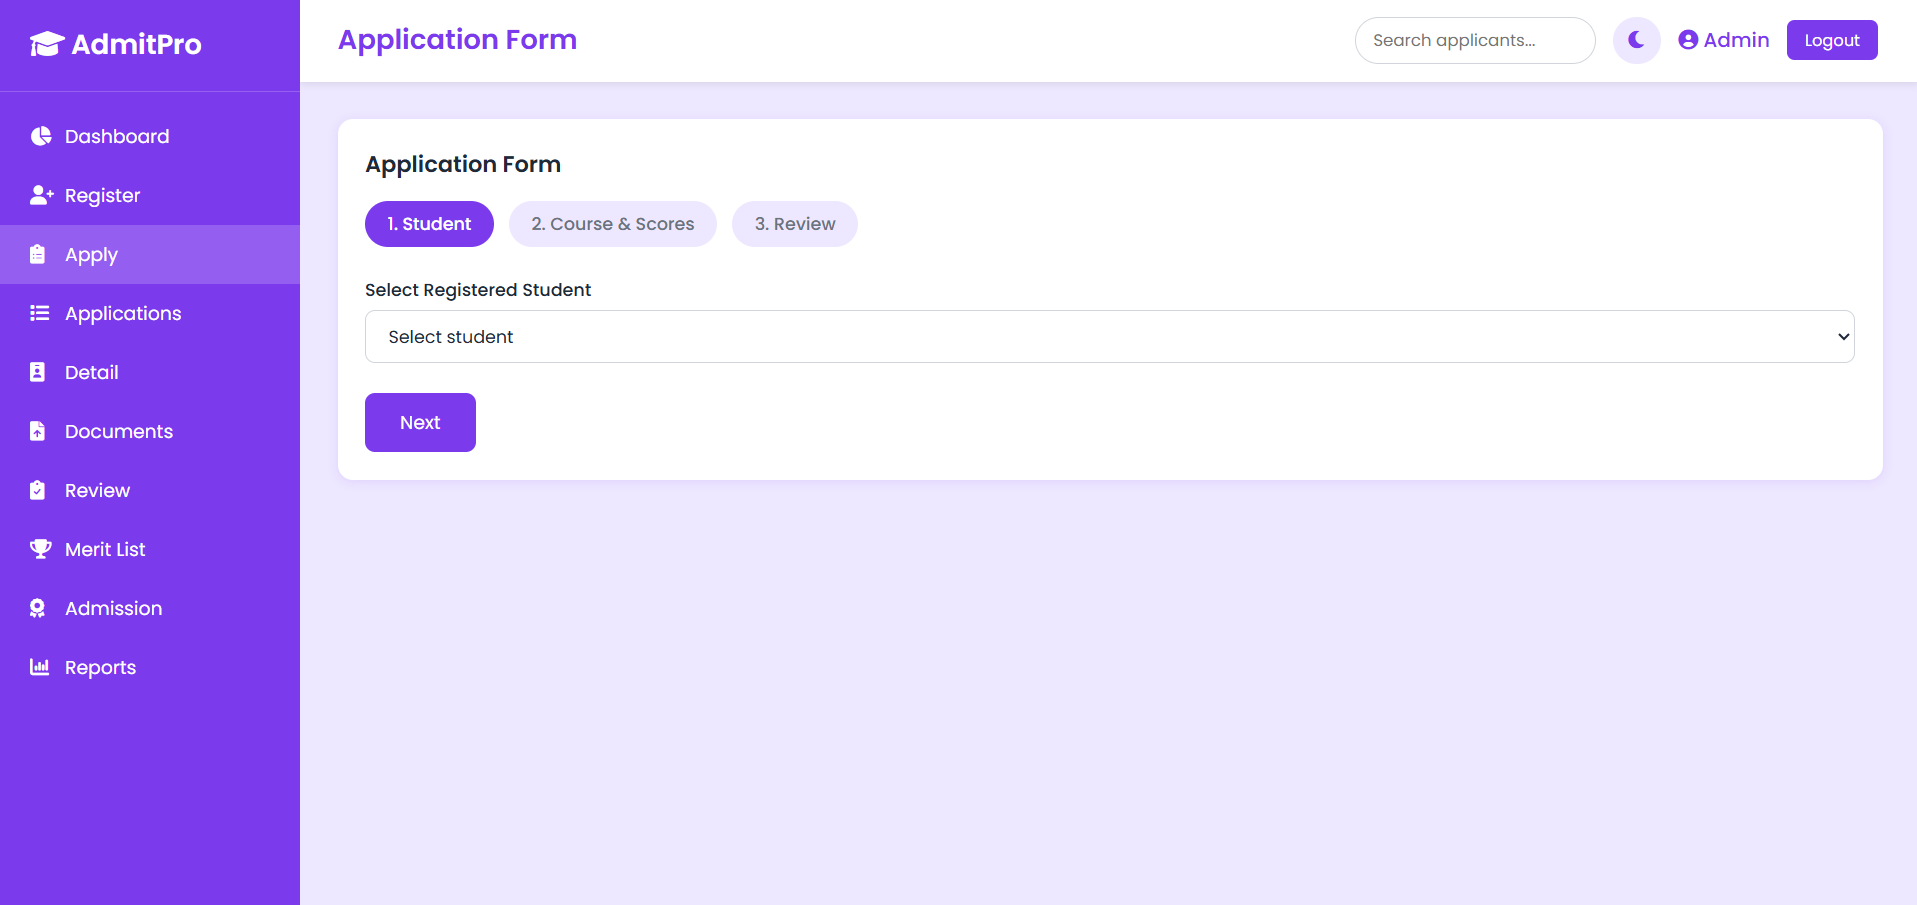 AdmitPro
Dashboard
Register
Apply
Applications
Detail
Documents
Review
Merit List
Admission
Reports
Application Form
Search applicants...
Admin
Logout
Application Form
1. Student
2. Course & Scores
3. Review
Select Registered Student
Select student
Next